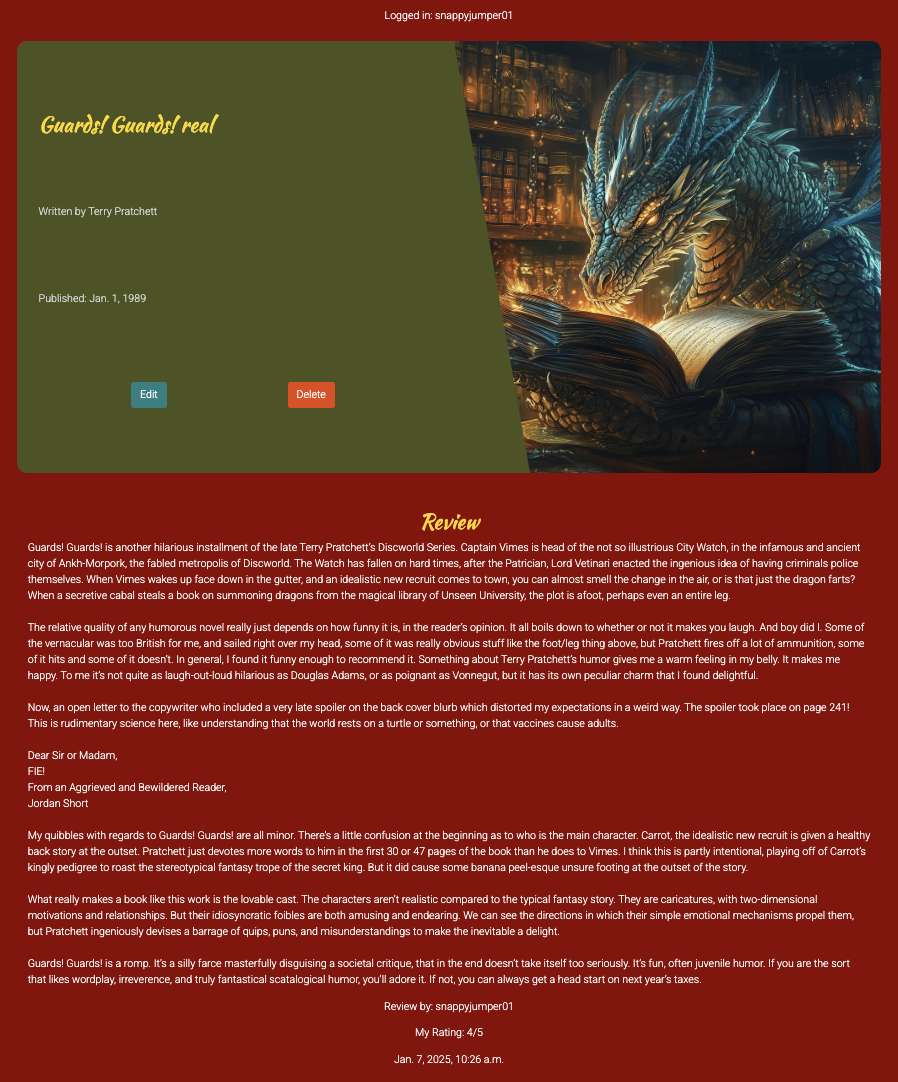 Logged in: snappyjumper01
Guards! Guards! real
Written by Terry Pratchett
Published: Jan. 1, 1989
Edit
Delete
Review
Guards! Guards! is another hilarious installment of the late Terry Pratchett's Discworld Series. Captain Vimes is head of the not so illustrious City Watch, in the infamous and ancient
city of Ankh-Morpork, the fabled metropolis of Discworld. The Watch has fallen on hard times, after the Patrician, Lord Vetinari enacted the ingenious idea of having criminals police
themselves. When Vimes wakes up face down in the gutter, and an idealistic new recruit comes to town, you can almost smell the change in the air, or is that just the dragon farts?
When a secretive cabal steals a book on summoning dragons from the magical library of Unseen University, the plot is afoot, perhaps even an entire leg.
The relative quality of any humorous novel really just depends on how funny it is, in the reader's opinion. It all boils down to whether or not it makes you laugh. And boy did I. Some of
the vernacular was too British for me, and sailed right over my head, some of it was really obvious stuff like the foot/leg thing above, but Pratchett fires off a lot of ammunition, some
of it hits and some of it doesn't. In general, I found it funny enough to recommend it. Something about Terry Pratchett's humor gives me a warm feeling in my belly. It makes me
happy. To me it's not quite as laugh-out-loud hilarious as Douglas Adams, or as poignant as Vonnegut, but it has its own peculiar charm that I found delightful.
Now, an open letter to the copywriter who included a very late spoiler on the back cover blurb which distorted my expectations in a weird way. The spoiler took place on page 241!
This is rudimentary science here, like understanding that the world rests on a turtle or something, or that vaccines cause adults.
Dear Sir or Madam,
FIE!
From an Aggrieved and Bewildered Reader,
Jordan Short
My quibbles with regards to Guards! Guards! are all minor. There's a little confusion at the beginning as to who is the main character. Carrot, the idealistic new recruit is given a healthy
back story at the outset. Pratchett just devotes more words to him in the first 30 or 47 pages of the book than he does to Vimes. I think this is partly intentional, playing off of Carrot's
kingly pedigree to roast the stereotypical fantasy trope of the secret king. But it did cause some banana peel-esque unsure footing at the outset of the story.
What really makes a book like this work is the lovable cast. The characters aren't realistic compared to the typical fantasy story. They are caricatures, with two-dimensional
motivations and relationships. But their idiosyncratic foibles are both amusing and endearing. We can see the directions in which their simple emotional mechanisms propel them,
but Pratchett ingeniously devises a barrage of quips, puns, and misunderstandings to make the inevitable a delight.
Guards! Guards! is a romp. It's a silly farce masterfully disguising a societal critique, that in the end doesn't take itself too seriously. It's fun, often juvenile humor. If you are the sort
that likes wordplay, irreverence, and truly fantastical scatalogical humor, you'll adore it. If not, you can always get a head start on next year's taxes.
Review by: snappyjumper01
My Rating: 4/5
Jan. 7, 2025, 10:26 a.m.